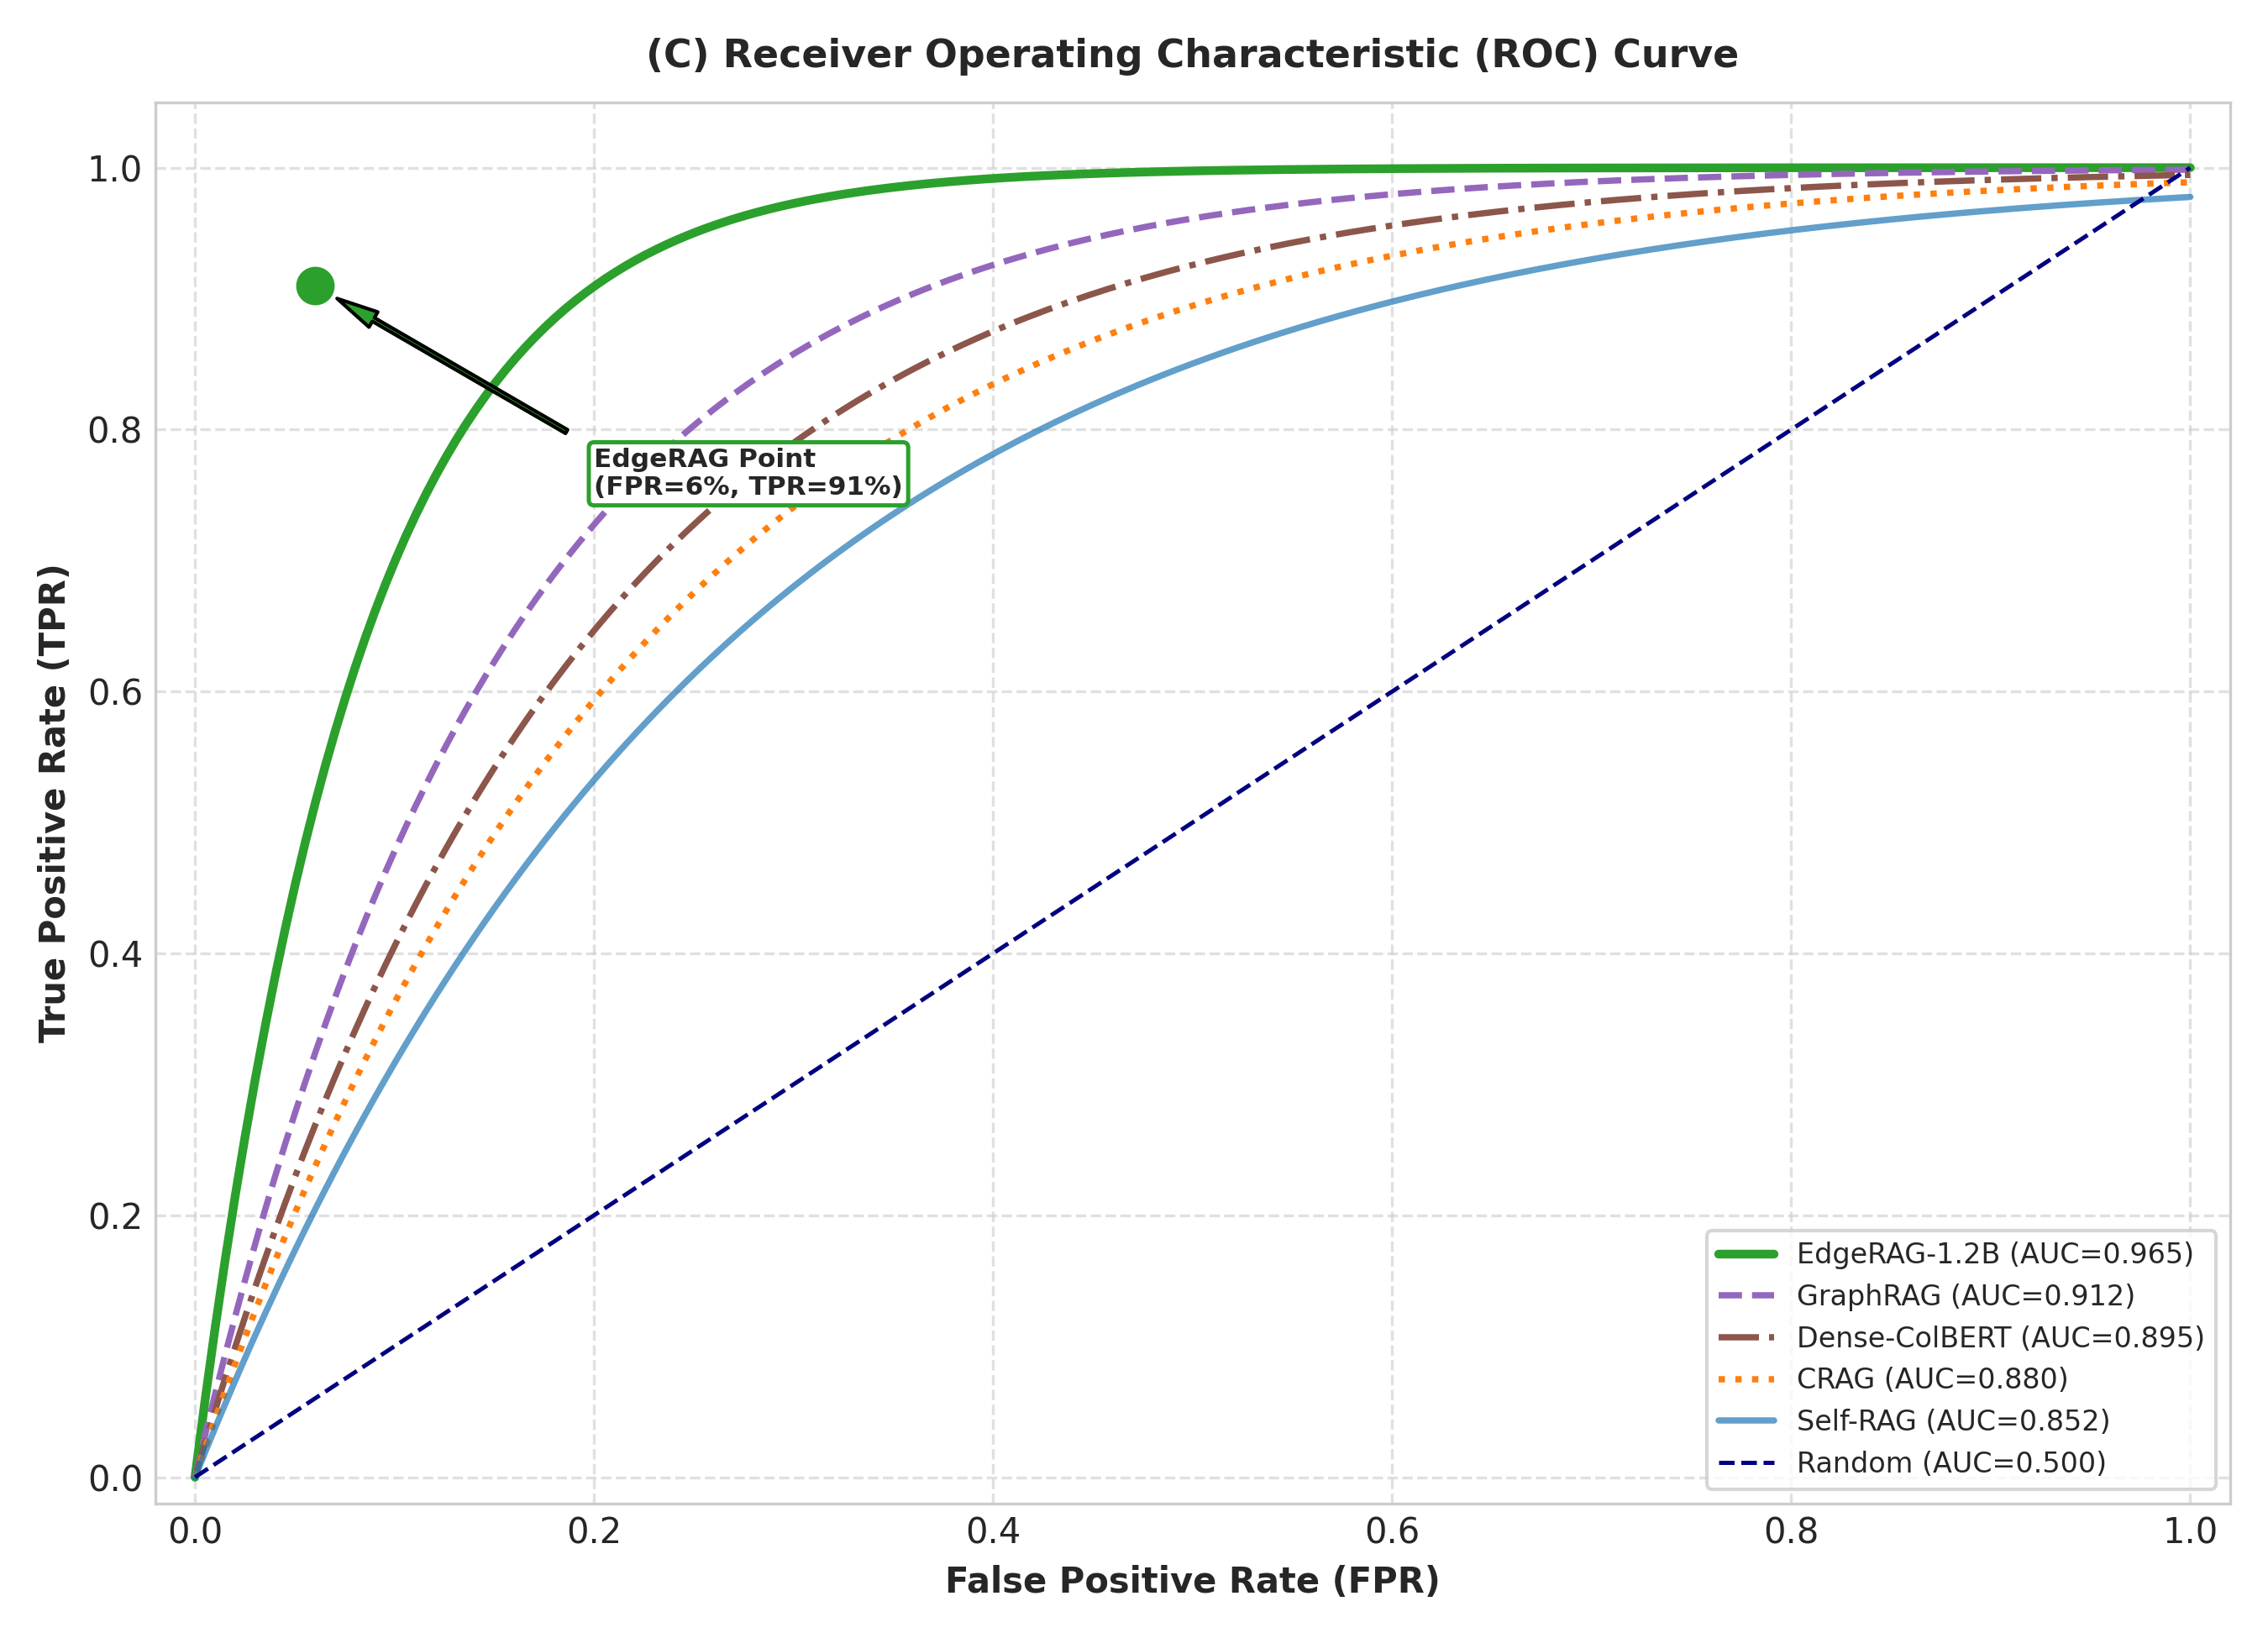 (C) Receiver Operating Characteristic (ROC) Curve
True Positive Rate (TPR)
1.0
0.8
0.6
0.4
0.2
0.0
EdgeRAG Point
(FPR=6%, TPR=91%)
EdgeRAG-1.2B (AUC=0.965)
GraphRAG (AUC=0.912)
Dense-ColBERT (AUC=0.895)
CRAG (AUC=0.880)
Self-RAG (AUC=0.852)
Random (AUC=0.500)
0.0 0.2 0.4 0.6 0.8 1.0
False Positive Rate (FPR)